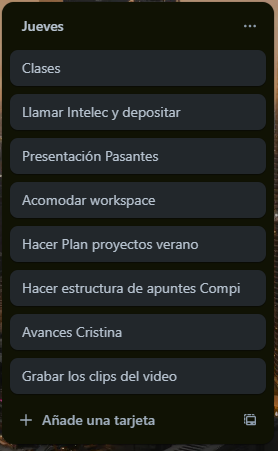 Jueves
Clases
Llamar Intelec y depositar
Presentación Pasantes
Acomodar workspace
Hacer Plan proyectos verano
Hacer estructura de apuntes Compi
Avances Cristina
Grabar los clips del video
Añade una tarjeta